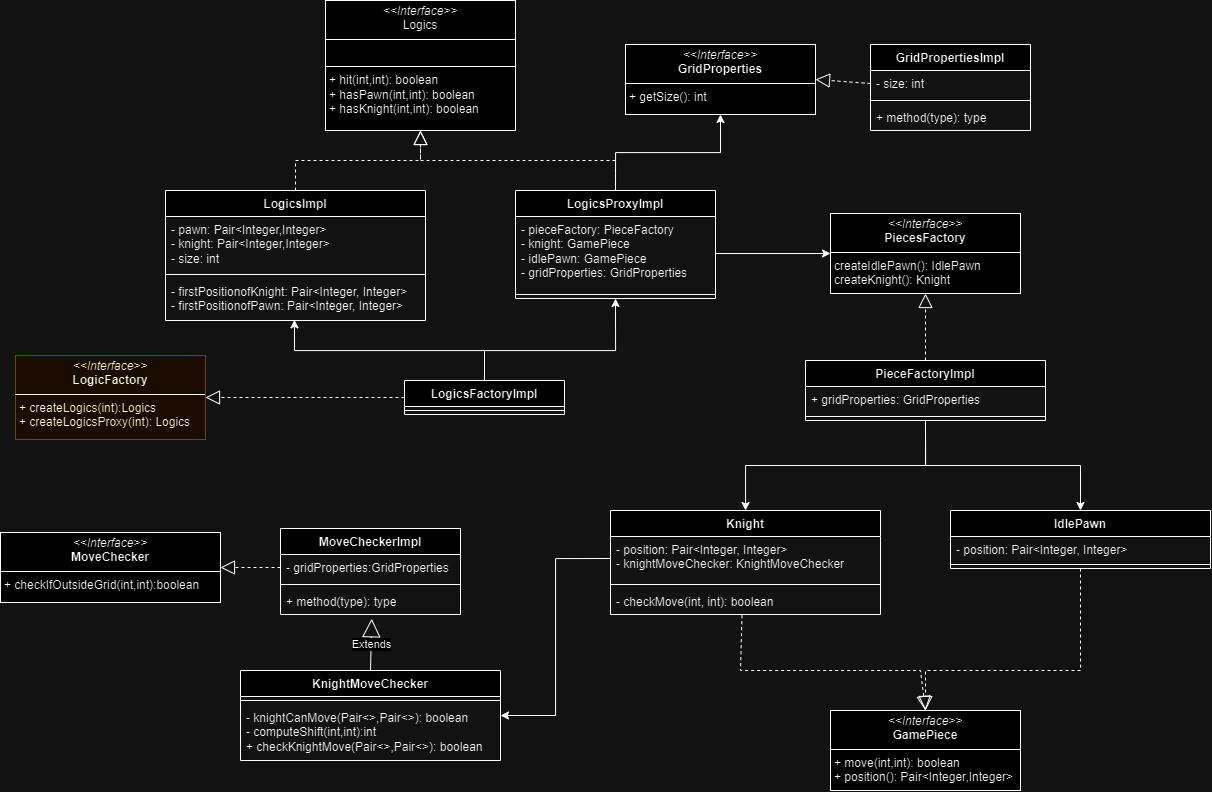 <<Interface>>
Logics
+ hit(int,int): boolean
+ hasPawn(int,int): boolean
+ hasKnight(int,int): boolean
<<Interface>>
GridProperties
+ getSize(): int
GridPropertiesImpl
- size: int
+ method(type): type
LogicsImpl
- pawn: Pair<Integer,Integer>
- knight: Pair<Integer,Integer>
- size: int
- firstPositionofKnight: Pair<Integer, Integer>
- firstPositionofPawn: Pair<Integer, Integer>
LogicsProxyImpl
- pieceFactory: PieceFactory
- knight: GamePiece
- idlePawn: GamePiece
- gridProperties: GridProperties
<<Interface>>
PiecesFactory
createIdlePawn(): IdlePawn
createKnight(): Knight
<<Interface>>
LogicFactory
+ createLogics(int):Logics
+ createLogicsProxy(int): Logics
LogicsFactoryImpl
PieceFactoryImpl
+ gridProperties: GridProperties
<<Interface>>
MoveChecker
+ checkIfOutsideGrid(int,int):boolean
MoveCheckerImpl
- gridProperties:GridProperties
+ method(type): type
Extends
KnightMoveChecker
- knightCanMove(Pair<>,Pair<>): boolean
- computeShift(int,int):int
+ checkKnightMove(Pair<>,Pair<>): boolean
Knight
- position: Pair<Integer, Integer>
- knightMoveChecker: KnightMoveChecker
- checkMove(int, int): boolean
IdlePawn
- position: Pair<Integer, Integer>
<<Interface>>
GamePiece
+ move(int,int): boolean
+ position(): Pair<Integer,Integer>